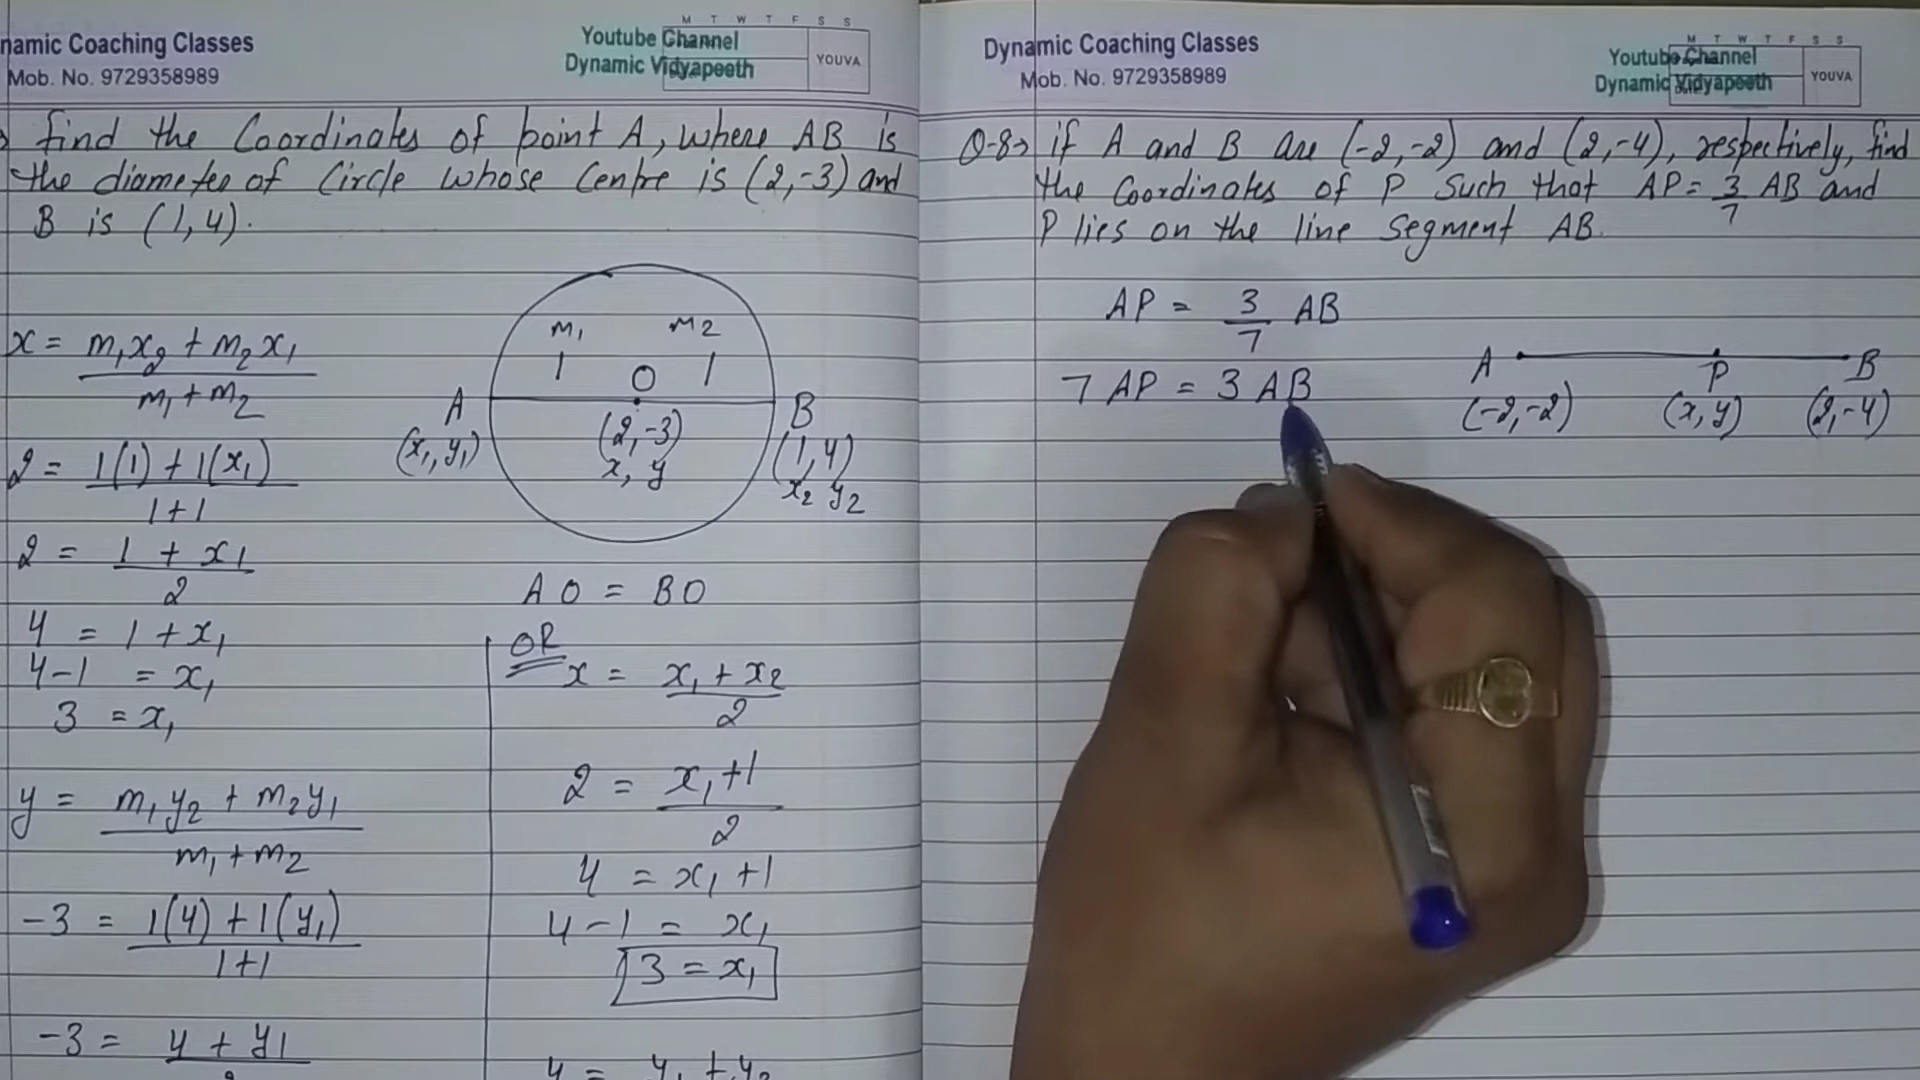 namic Coaching Classes
Mob. No. 9729358989
Youtube Channel
Dynamic Vidyapeeth
M T W T F S S
YOUVA
find the Coordinates of point A, where AB is
the diameter of Circle whose Centre is (2,-3) and
B is (1,4).
x = m₁x₂ + m₂x₁
m₁ + m₂
2 = 1(1) + 1(x₁)
1+1
2 = 1 + x₁
2
4 = 1 + x₁
4-1 = x₁
3 = x₁
y = m₁y₂ + m₂y₁
m₁ + m₂
-3 = 1(4) + 1(y₁)
1+1
-3 = 4 + y₁
m₁ m₂
1 O 1
A B
(x₁, y₁) (2,-3) (1,4)
x, y x₂ y₂
AO = BO
OR
x = x₁ + x₂
2
2 = x₁+1
2
4 = x₁ +1
4 - 1 = x₁
3 = x₁
y = y₁ + y₂
Dynamic Coaching Classes
Mob. No. 9729358989
Youtube Channel
Dynamic Vidyapeeth
M T W T F S S
YOUVA
Q-8→ if A and B are (-2,-2) and (2,-4), respectively, find
the Coordinates of P Such that AP = 3/7 AB and
P lies on the line segment AB.
AP = 3/7 AB
7 AP = 3 AB
A P B
(-2,-2) (x, y) (2,-4)